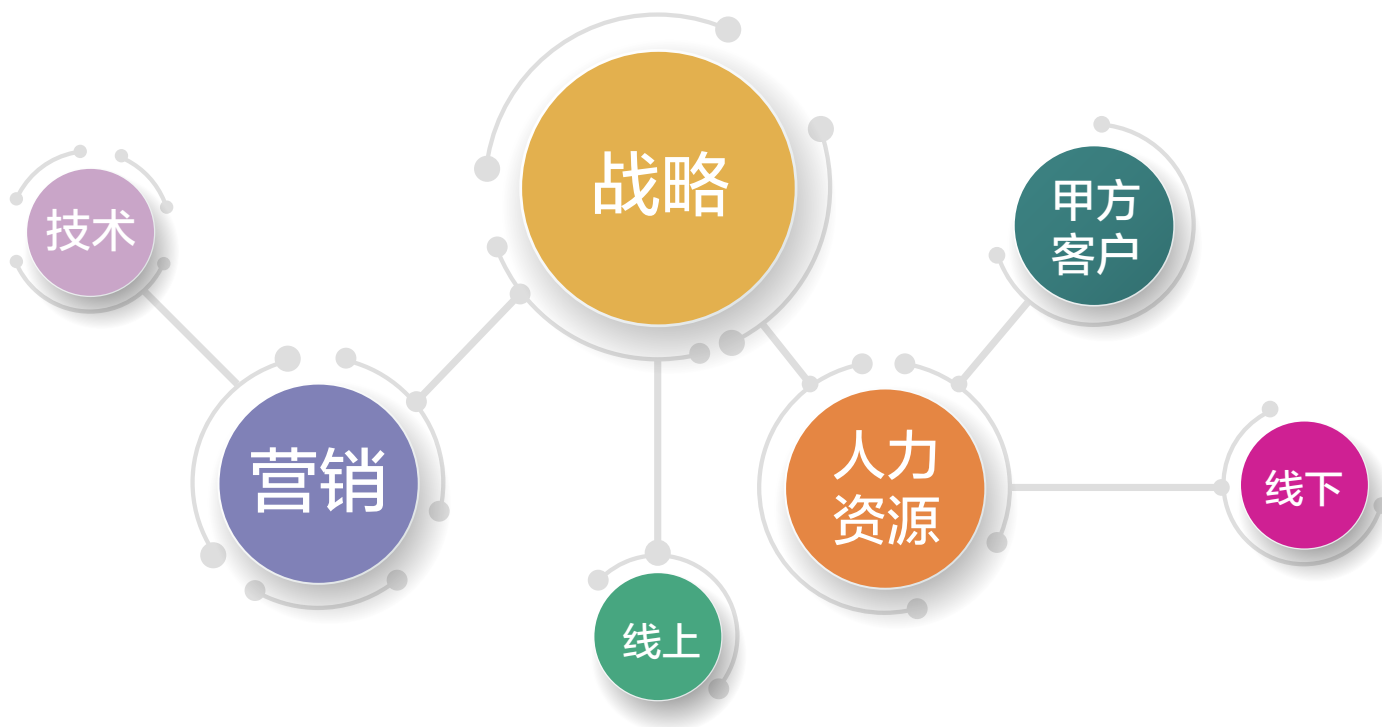 战略
技术
甲方
客户
营销
人力
资源
线下
线上